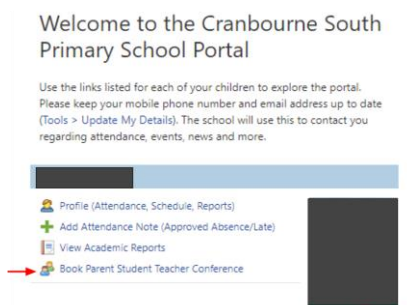 Welcome to the Cranbourne South
Primary School Portal
Use the links listed for each of your children to explore the portal.
Please keep your mobile phone number and email address up to date
(Tools > Update My Details). The school will use this to contact you
regarding attendance, events, news and more.
Profile (Attendance, Schedule, Reports)
Add Attendance Note (Approved Absence/Late)
View Academic Reports
Book Parent Student Teacher Conference